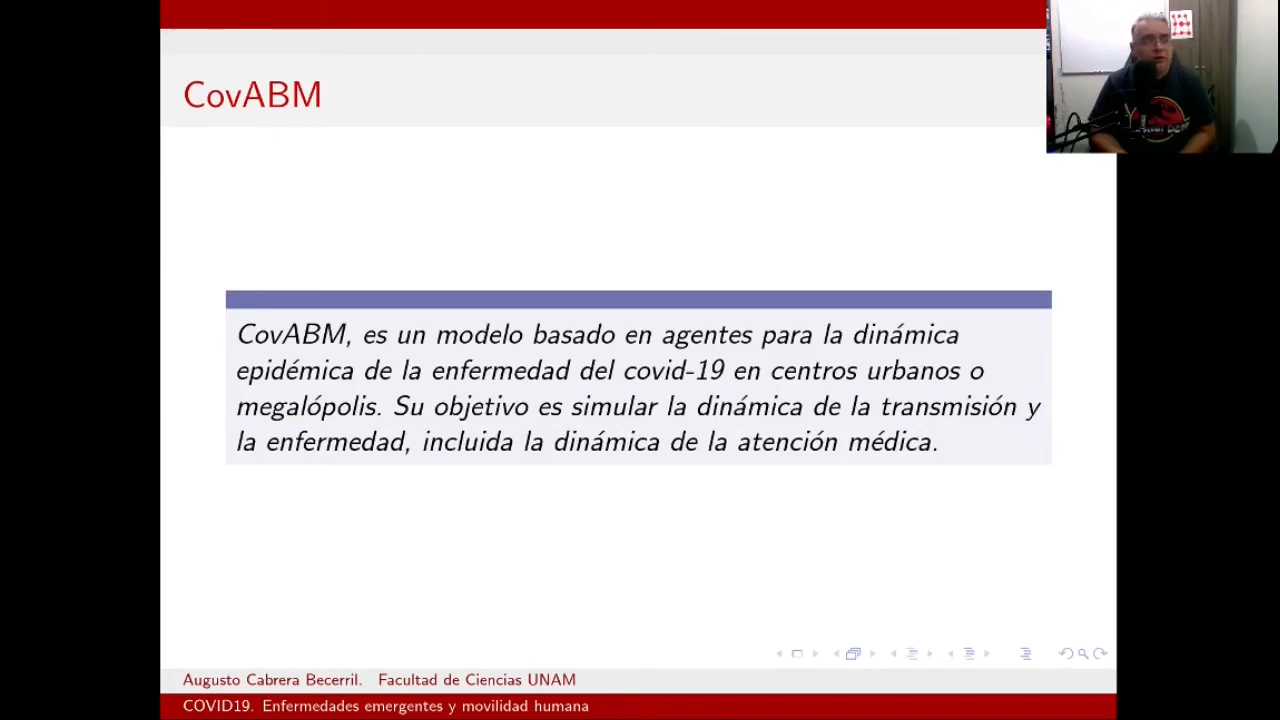 CovABM
CovABM, es un modelo basado en agentes para la dinámica
epidémica de la enfermedad del covid-19 en centros urbanos o
megalópolis. Su objetivo es simular la dinámica de la transmisión y
la enfermedad, incluida la dinámica de la atención médica.
Augusto Cabrera Becerril. Facultad de Ciencias UNAM
COVID19. Enfermedades emergentes y movilidad humana